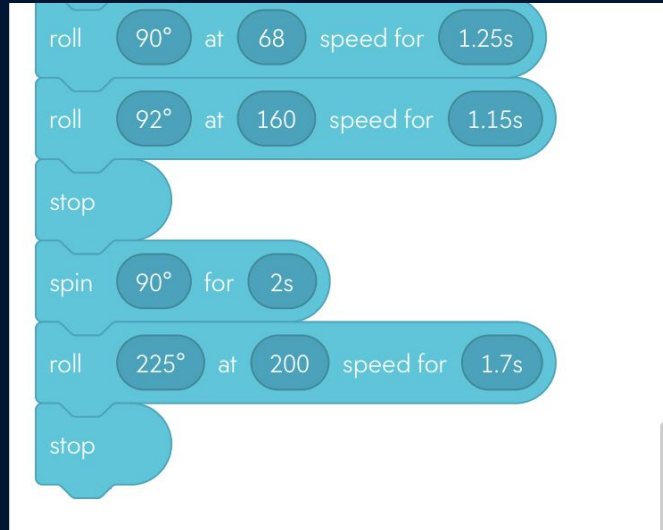 roll 90° at 68 speed for 1.25s
roll 92° at 160 speed for 1.15s
stop
spin 90° for 2s
roll 225° at 200 speed for 1.7s
stop